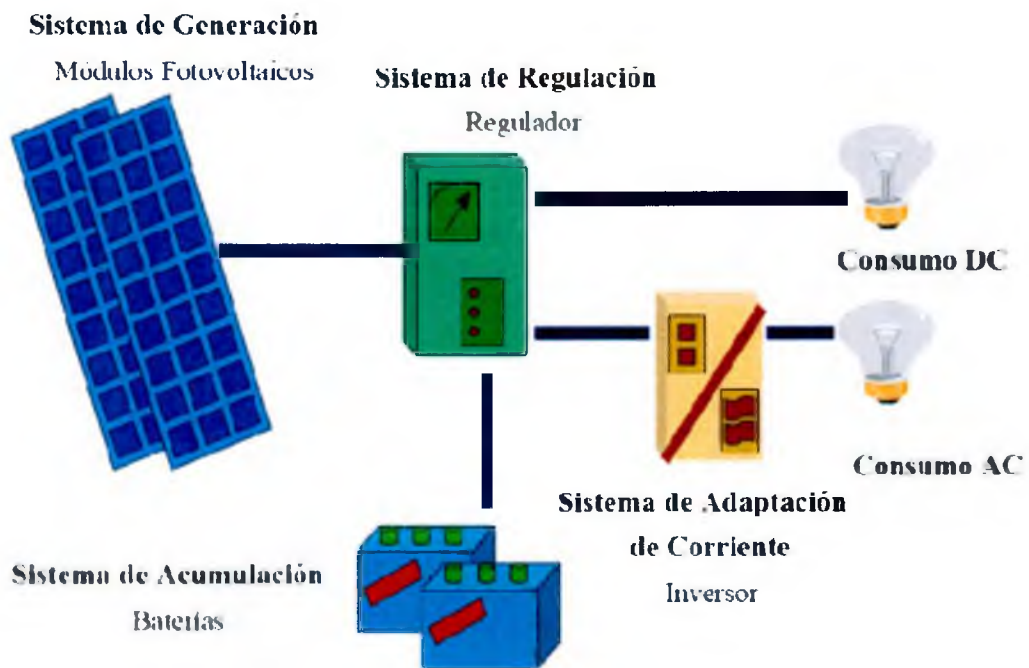 Sistema de Generación
Módulos Fotovoltaicos
Sistema de Regulación
Regulador
Consumo DC
Consumo AC
Sistema de Adaptación
de Corriente
Inversor
Sistema de Acumulación
Baterías